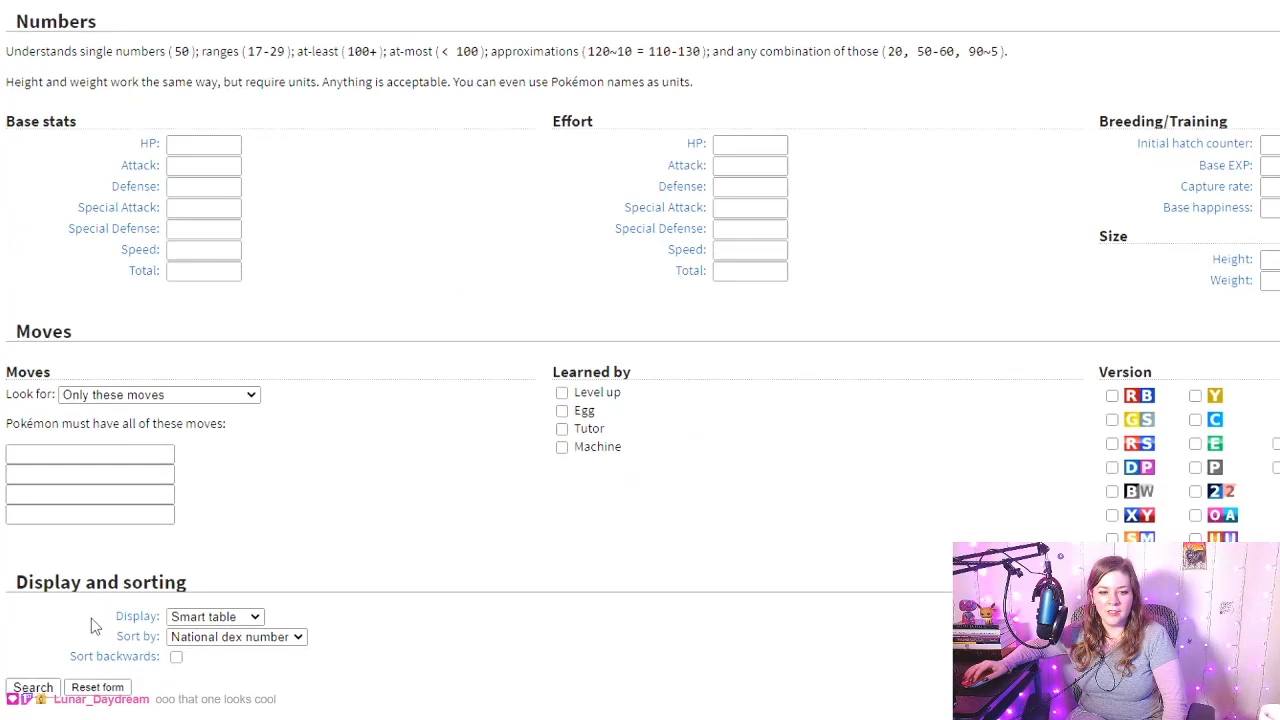 Numbers
Understands single numbers (50); ranges (17-29); at-least (100+); at-most (< 100); approximations (120~10 = 110-130); and any combination of those (20, 50-60, 90~5).
Height and weight work the same way, but require units. Anything is acceptable. You can even use Pokémon names as units.
Base stats
HP:
Attack:
Defense:
Special Attack:
Special Defense:
Speed:
Total:
Effort
HP:
Attack:
Defense:
Special Attack:
Special Defense:
Speed:
Total:
Breeding/Training
Initial hatch counter:
Base EXP:
Capture rate:
Base happiness:
Size
Height:
Weight:
Moves
Moves
Look for: Only these moves
Pokémon must have all of these moves:
Learned by
Level up
Egg
Tutor
Machine
Version
RB Y
GS C
RS E
DP P
BW 22
XY OA
SM UU
Display and sorting
Display: Smart table
Sort by: National dex number
Sort backwards:
Search Reset form
Lunar_Daydream ooo that one looks cool